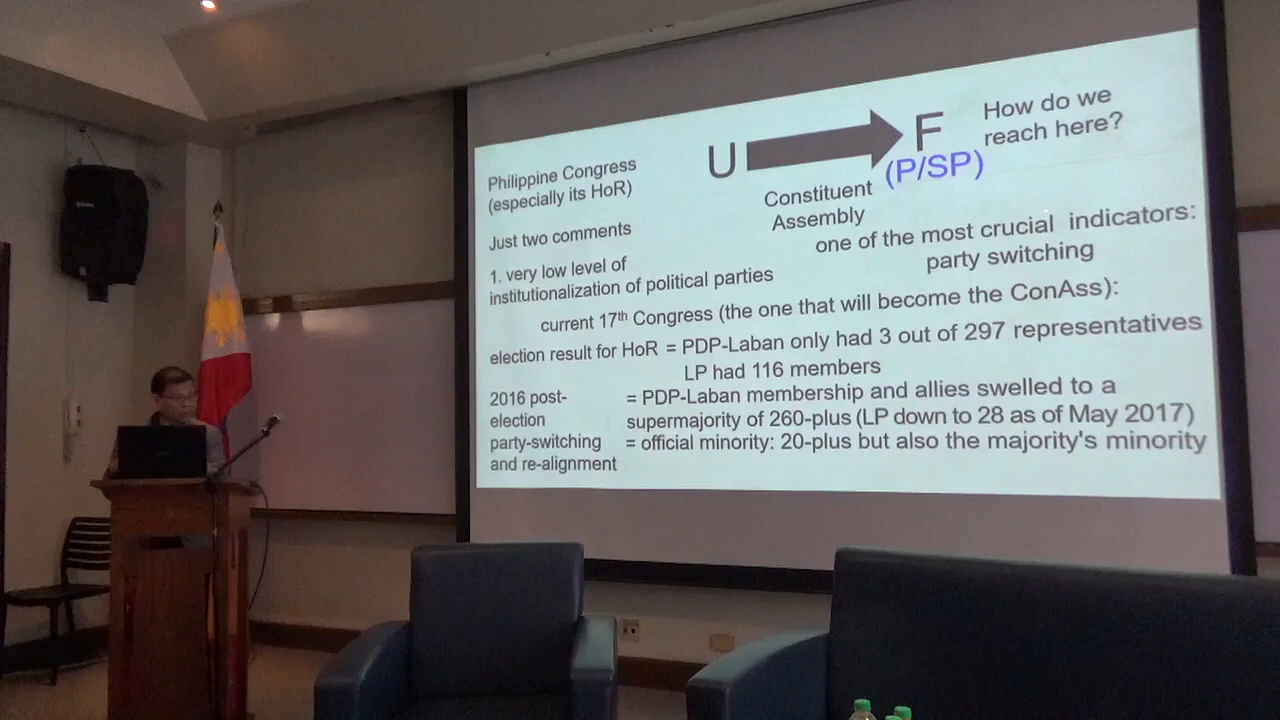 U
F
How do we
reach here?
(P/SP)
Philippine Congress
(especially its HoR)
Constituent
Assembly
Just two comments
one of the most crucial indicators:
party switching
1. very low level of
institutionalization of political parties
current 17th Congress (the one that will become the ConAss):
election result for HoR = PDP-Laban only had 3 out of 297 representatives
LP had 116 members
2016 post-
election
party-switching
and re-alignment
= PDP-Laban membership and allies swelled to a
supermajority of 260-plus (LP down to 28 as of May 2017)
= official minority: 20-plus but also the majority's minority